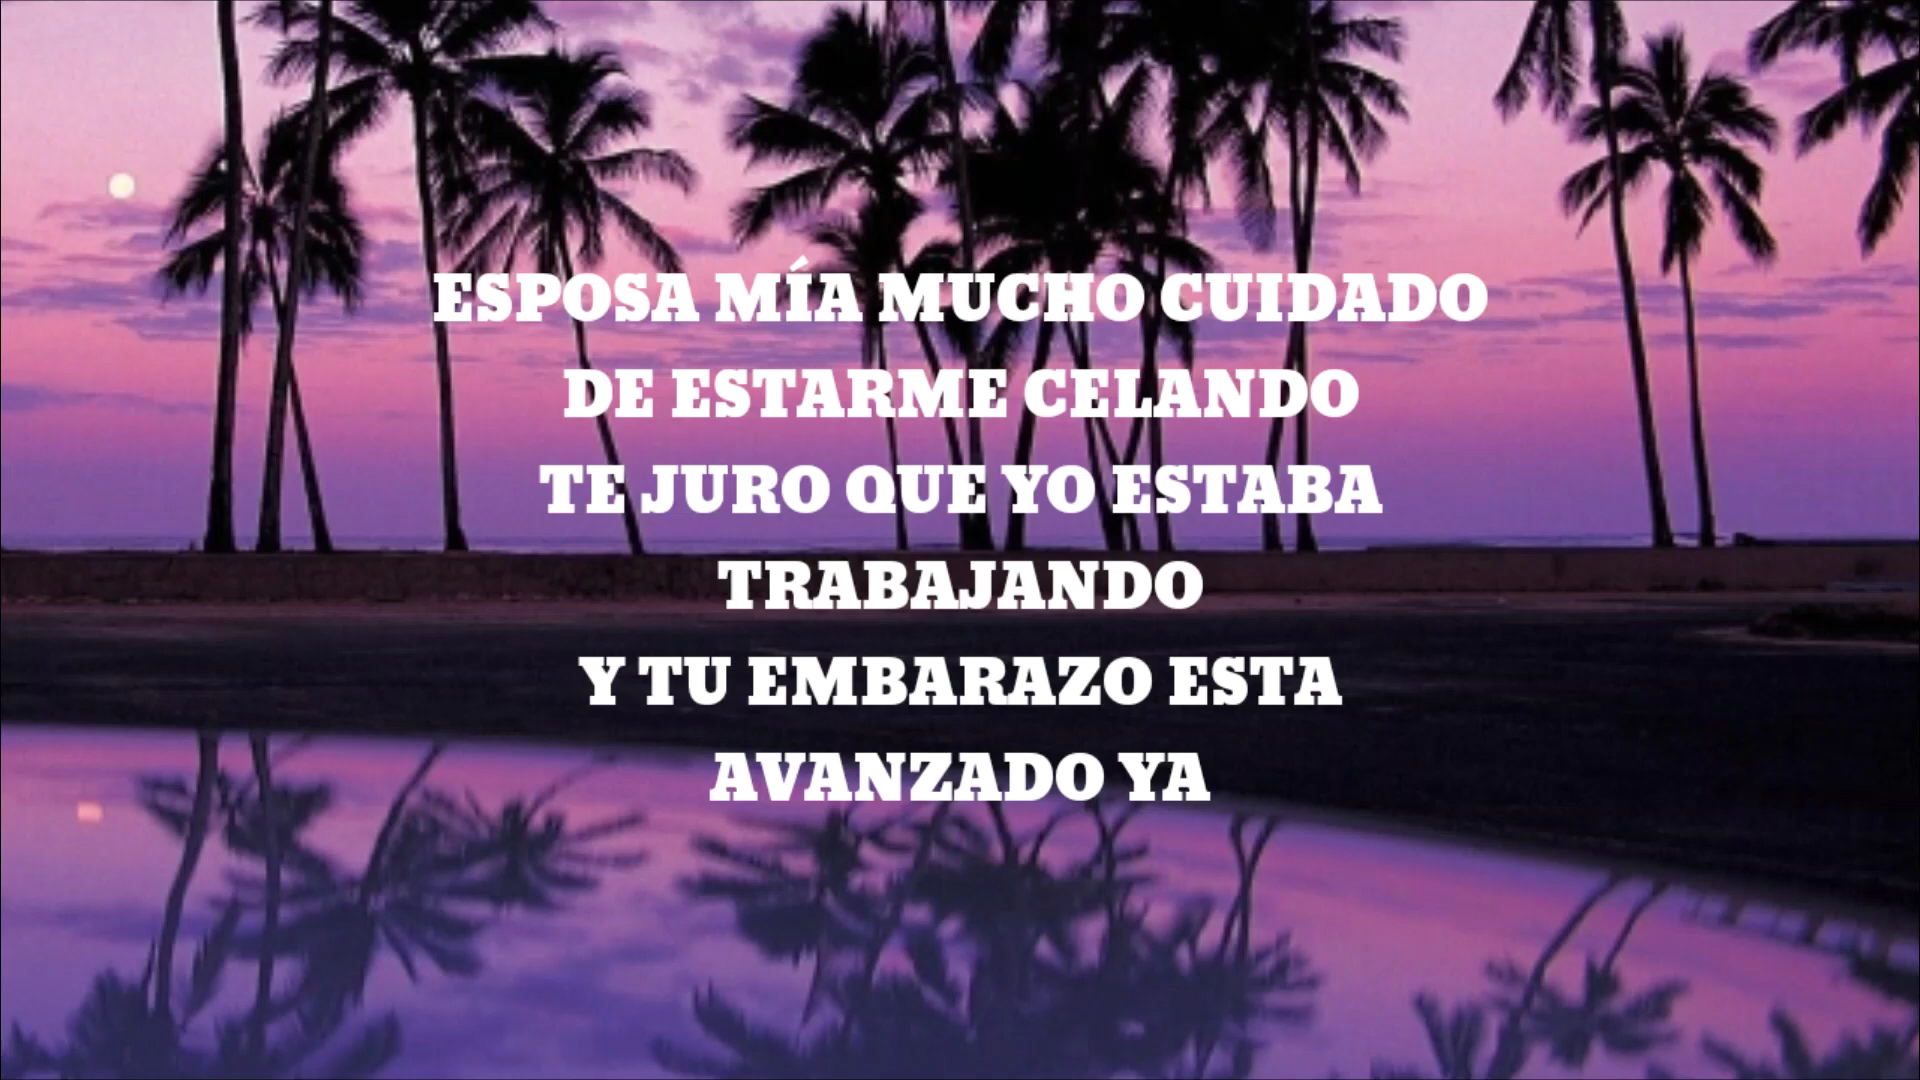 ESPOSA MÍA MUCHO CUIDADO
DE ESTARME CELANDO
TE JURO QUE YO ESTABA
TRABAJANDO
Y TU EMBARAZO ESTA
AVANZADO YA